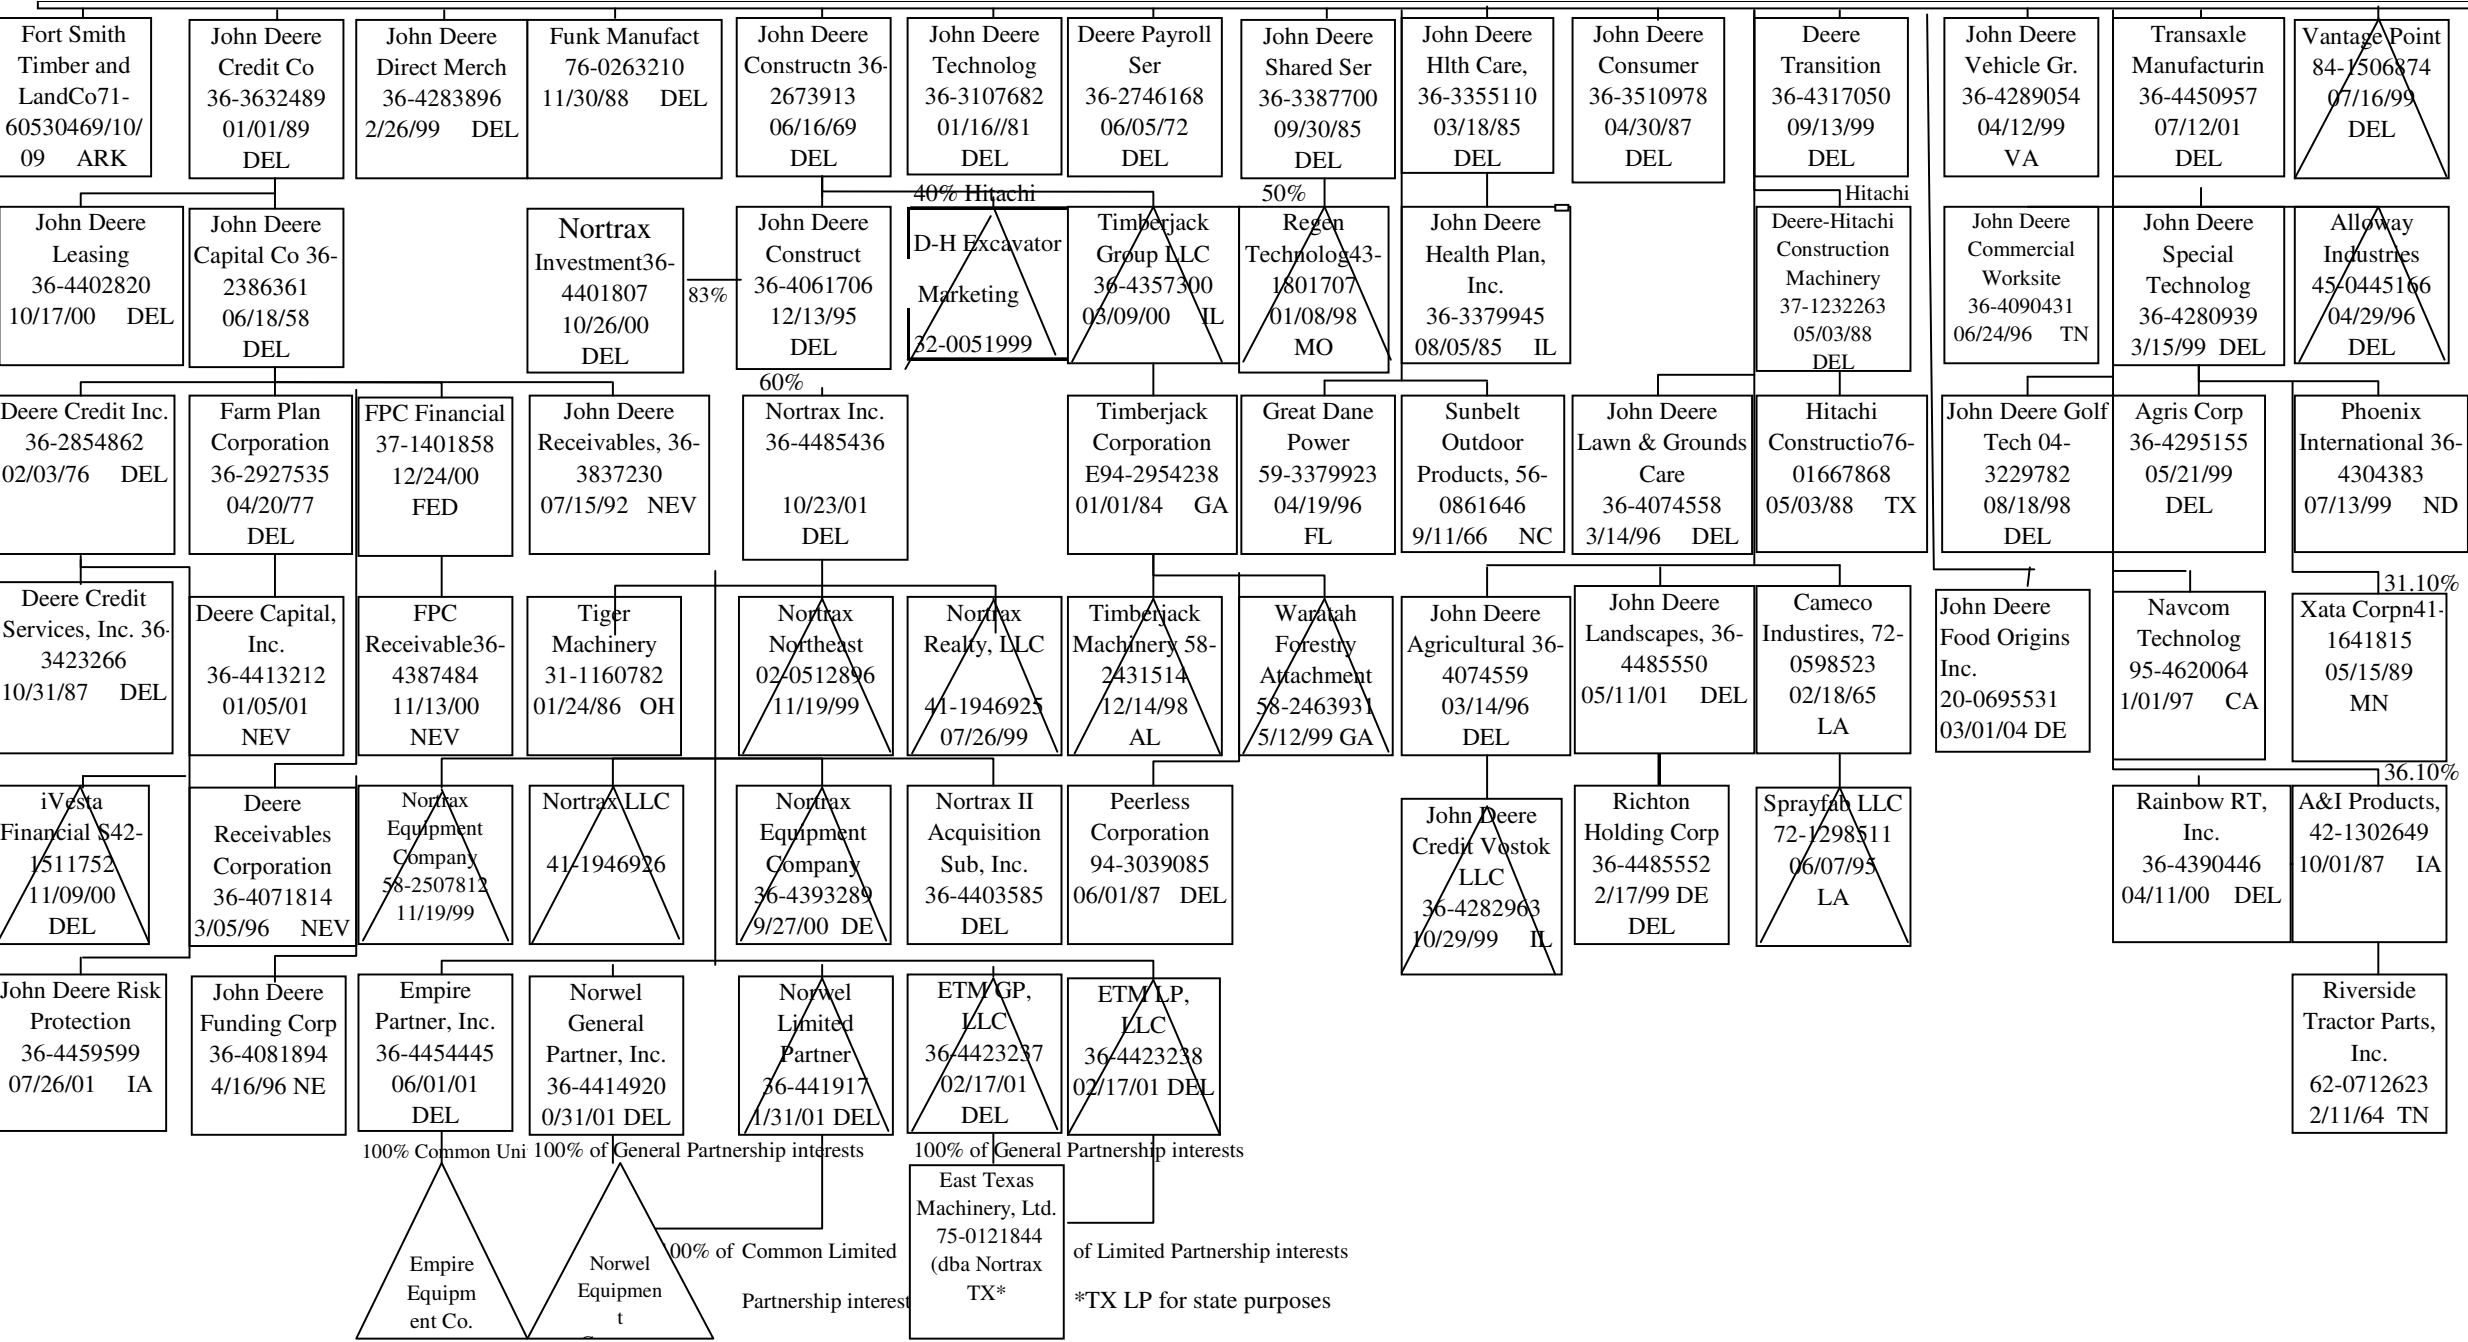 Fort Smith
Timber and
LandCo71-
60530469/10/
09 ARK
John Deere
Credit Co
36-3632489
01/01/89
DEL
John Deere
Direct Merch
36-4283896
2/26/99 DEL
Funk Manufact
76-0263210
11/30/88 DEL
John Deere
Constructn 36-
2673913
06/16/69
DEL
John Deere
Technolog
36-3107682
01/16//81
DEL
Deere Payroll
Ser
36-2746168
06/05/72
DEL
John Deere
Shared Ser
36-3387700
09/30/85
DEL
John Deere
Hlth Care,
36-3355110
03/18/85
DEL
John Deere
Consumer
36-3510978
04/30/87
DEL
Deere
Transition
36-4317050
09/13/99
DEL
John Deere
Vehicle Gr.
36-4289054
04/12/99
VA
Transaxle
Manufacturin
36-4450957
07/12/01
DEL
Vantage Point
84-1506874
07/16/99
DEL
40% Hitachi
50%
Hitachi
John Deere
Leasing
36-4402820
10/17/00 DEL
John Deere
Capital Co 36-
2386361
06/18/58
DEL
Nortrax
Investment36-
4401807
10/26/00
DEL
83%
John Deere
Construct
36-4061706
12/13/95
DEL
D-H Excavator
Marketing
32-0051999
Timberjack
Group LLC
36-4357300
03/09/00 IL
Regen
Technolog43-
1801707
01/08/98
MO
John Deere
Health Plan,
Inc.
36-3379945
08/05/85 IL
Deere-Hitachi
Construction
Machinery
37-1232263
05/03/88
DEL
John Deere
Commercial
Worksite
36-4090431
06/24/96 TN
John Deere
Special
Technolog
36-4280939
3/15/99 DEL
Alloway
Industries
45-0445166
04/29/96
DEL
60%
Deere Credit Inc.
36-2854862
02/03/76 DEL
Farm Plan
Corporation
36-2927535
04/20/77
DEL
FPC Financial
37-1401858
12/24/00
FED
John Deere
Receivables, 36-
3837230
07/15/92 NEV
Nortrax Inc.
36-4485436
10/23/01
DEL
Timberjack
Corporation
E94-2954238
01/01/84 GA
Great Dane
Power
59-3379923
04/19/96
FL
Sunbelt
Outdoor
Products, 56-
0861646
9/11/66 NC
John Deere
Lawn & Grounds
Care
36-4074558
3/14/96 DEL
Hitachi
Constructio76-
01667868
05/03/88 TX
John Deere Golf
Tech 04-
3229782
08/18/98
DEL
Agris Corp
36-4295155
05/21/99
DEL
Phoenix
International 36-
4304383
07/13/99 ND
31.10%
Deere Credit
Services, Inc. 36-
3423266
10/31/87 DEL
Deere Capital,
Inc.
36-4413212
01/05/01
NEV
FPC
Receivable36-
4387484
11/13/00
NEV
Tiger
Machinery
31-1160782
01/24/86 OH
Nortrax
Northeast
02-0512896
11/19/99
Nortrax
Realty, LLC
41-1946925
07/26/99
Timberjack
Machinery 58-
2431514
12/14/98
AL
Waratah
Forestry
Attachment
58-2463931
5/12/99 GA
John Deere
Agricultural 36-
4074559
03/14/96
DEL
John Deere
Landscapes, 36-
4485550
05/11/01 DEL
Cameco
Industires, 72-
0598523
02/18/65
LA
John Deere
Food Origins
Inc.
20-0695531
03/01/04 DE
Navcom
Technolog
95-4620064
1/01/97 CA
Xata Corpn41-
1641815
05/15/89
MN
36.10%
iVesta
Financial S42-
1511752
11/09/00
DEL
Deere
Receivables
Corporation
36-4071814
3/05/96 NEV
Nortrax
Equipment
Company
58-2507812
11/19/99
Nortrax LLC
41-1946926
Nortrax
Equipment
Company
36-4393289
9/27/00 DE
Nortrax II
Acquisition
Sub, Inc.
36-4403585
DEL
Peerless
Corporation
94-3039085
06/01/87 DEL
John Deere
Credit Vostok
LLC
36-4282963
10/29/99 IL
Richton
Holding Corp
36-4485552
2/17/99 DE
DEL
Sprayfab LLC
72-1298511
06/07/95
LA
Rainbow RT,
Inc.
36-4390446
04/11/00 DEL
A&I Products,
42-1302649
10/01/87 IA
John Deere Risk
Protection
36-4459599
07/26/01 IA
John Deere
Funding Corp
36-4081894
4/16/96 NE
Empire
Partner, Inc.
36-4454445
06/01/01
DEL
Norwel
General
Partner, Inc.
36-4414920
0/31/01 DEL
Norwel
Limited
Partner
36-441917
1/31/01 DEL
ETM GP,
LLC
36-4423237
02/17/01
DEL
ETM LP,
LLC
36-4423238
02/17/01 DEL
Riverside
Tractor Parts,
Inc.
62-0712623
2/11/64 TN
100% Common Uni
100% of General Partnership interests
100% of General Partnership interests
Empire
Equipm
ent Co.
Norwel
Equipmen
t
00% of Common Limited
Partnership interest
East Texas
Machinery, Ltd.
75-0121844
(dba Nortrax
TX*
of Limited Partnership interests
*TX LP for state purposes